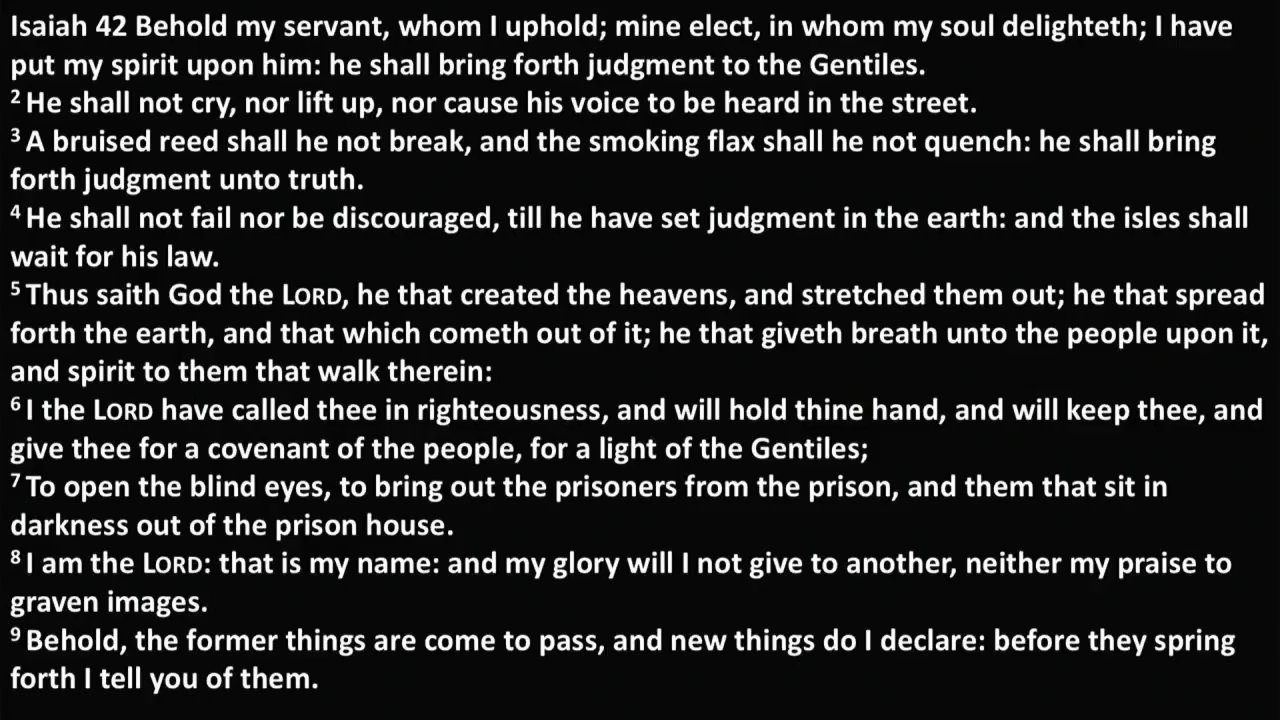 Isaiah 42 Behold my servant, whom I uphold; mine elect, in whom my soul delighteth; I have
put my spirit upon him: he shall bring forth judgment to the Gentiles.
2 He shall not cry, nor lift up, nor cause his voice to be heard in the street.
3 A bruised reed shall he not break, and the smoking flax shall he not quench: he shall bring
forth judgment unto truth.
4 He shall not fail nor be discouraged, till he have set judgment in the earth: and the isles shall
wait for his law.
5 Thus saith God the LORD, he that created the heavens, and stretched them out; he that spread
forth the earth, and that which cometh out of it; he that giveth breath unto the people upon it,
and spirit to them that walk therein:
6 I the LORD have called thee in righteousness, and will hold thine hand, and will keep thee, and
give thee for a covenant of the people, for a light of the Gentiles;
7 To open the blind eyes, to bring out the prisoners from the prison, and them that sit in
darkness out of the prison house.
8 I am the LORD: that is my name: and my glory will I not give to another, neither my praise to
graven images.
9 Behold, the former things are come to pass, and new things do I declare: before they spring
forth I tell you of them.